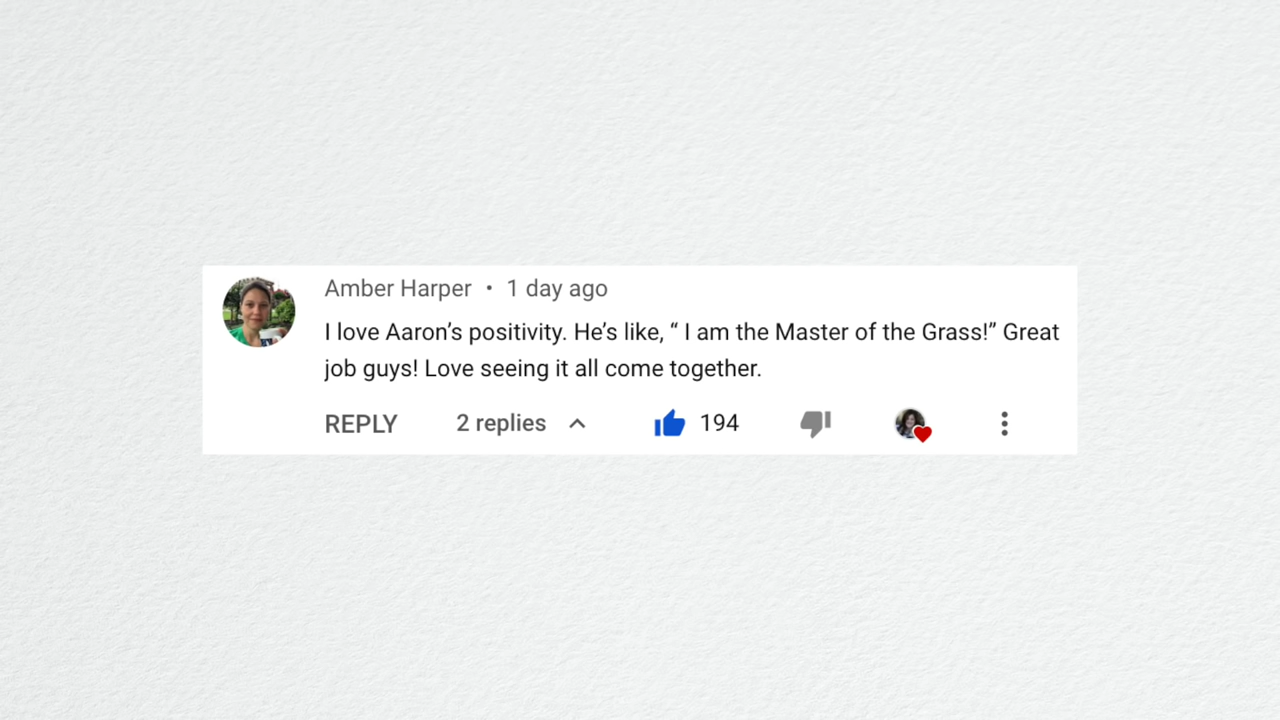 Amber Harper • 1 day ago
I love Aaron’s positivity. He’s like, “ I am the Master of the Grass!” Great
job guys! Love seeing it all come together.
REPLY 2 replies 194